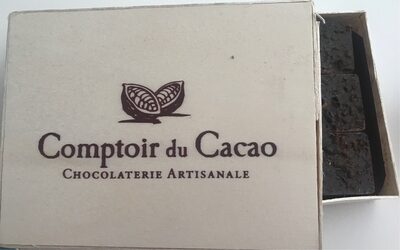 Comptoir du Cacao
Chocolaterie Artisanale